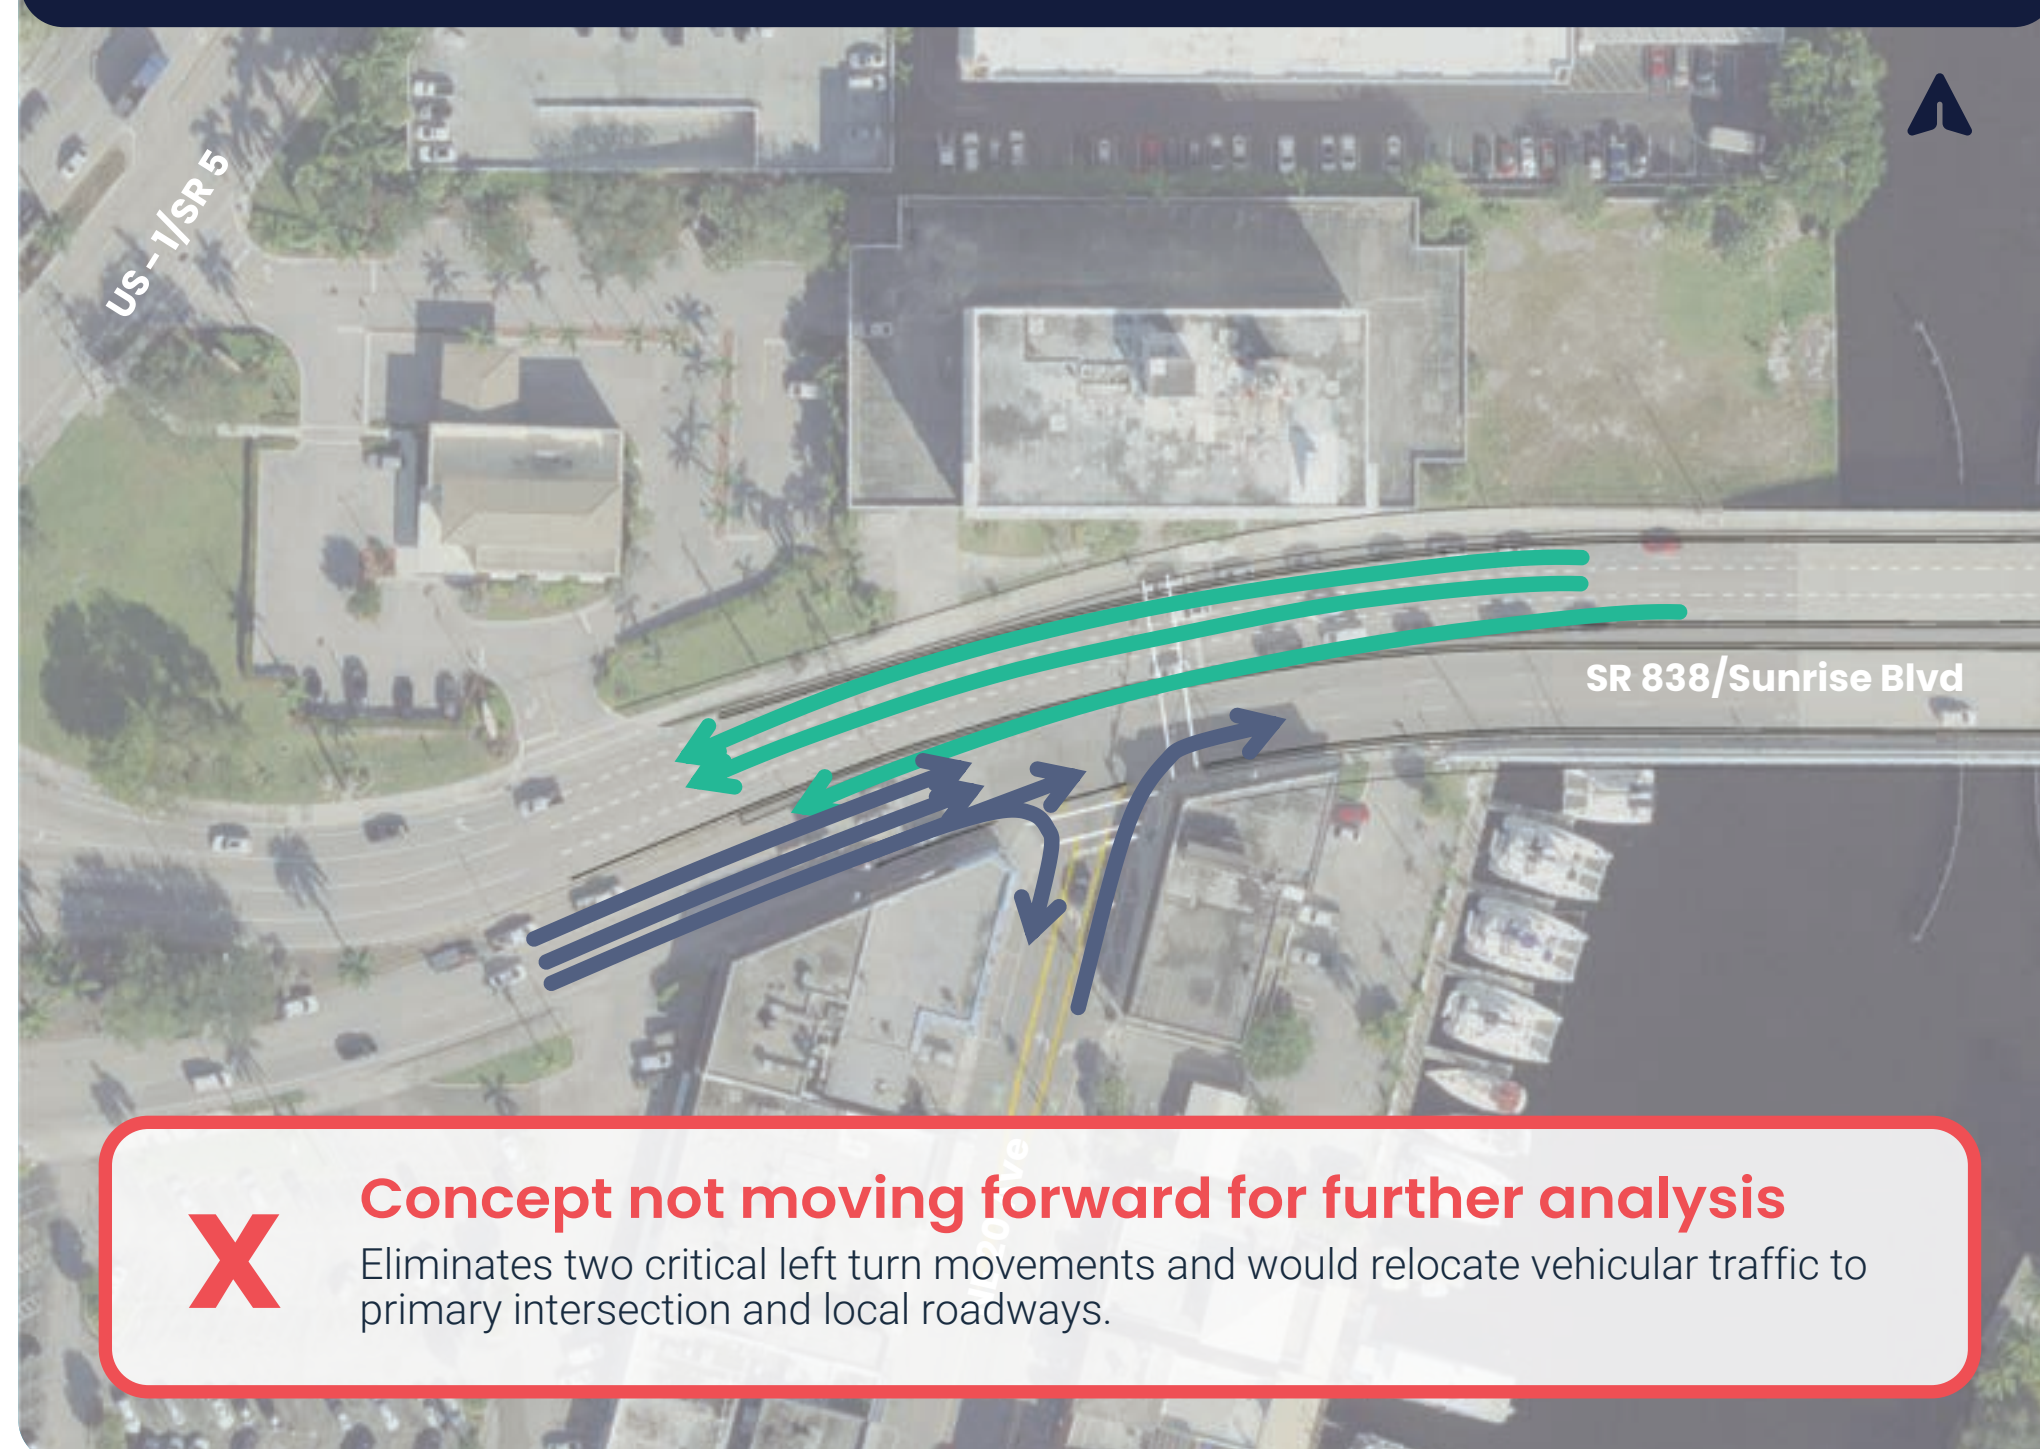 US - 1/SR 5
SR 838/Sunrise Blvd
X
Concept not moving forward for further analysis
Eliminates two critical left turn movements and would relocate vehicular traffic to
primary intersection and local roadways.